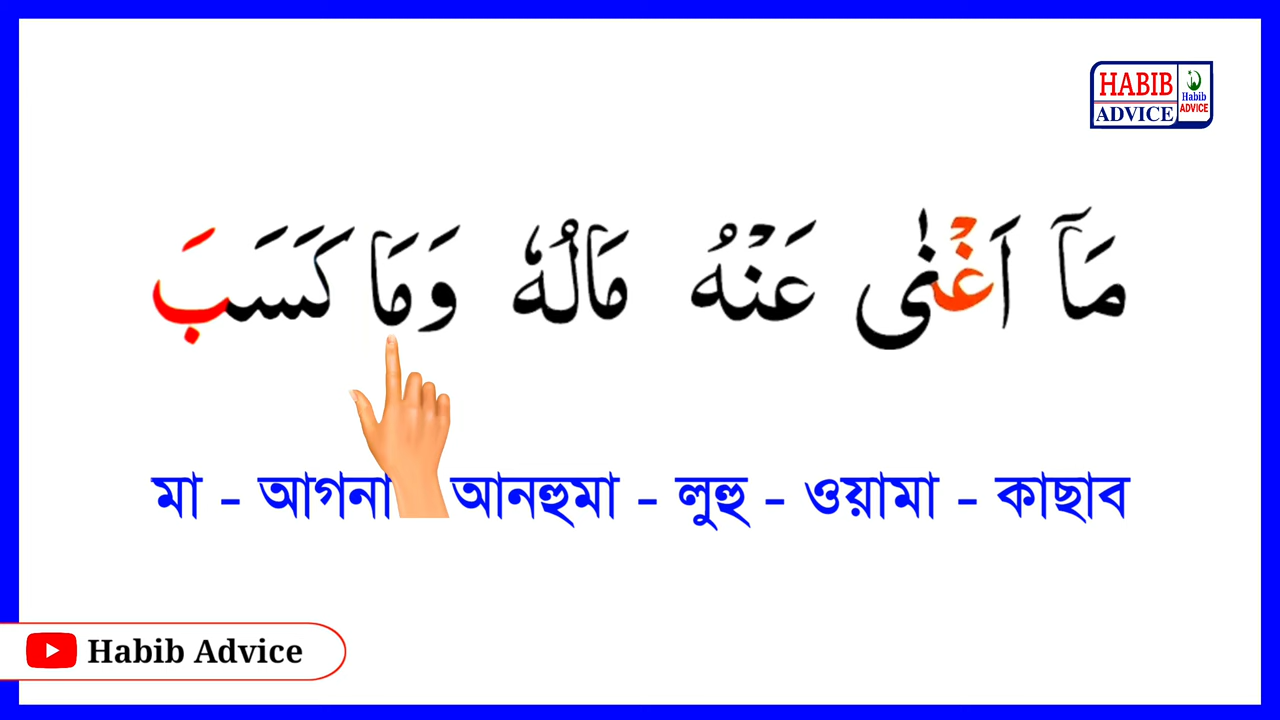 HABIB
ADVICE
Habib
ADVICE
مَآ اَغْنٰى عَنْهُ مَالُهٗ وَمَا كَسَبَ
মা - আগনা আনহুমা - লুহু - ওয়ামা - কাছাব
Habib Advice